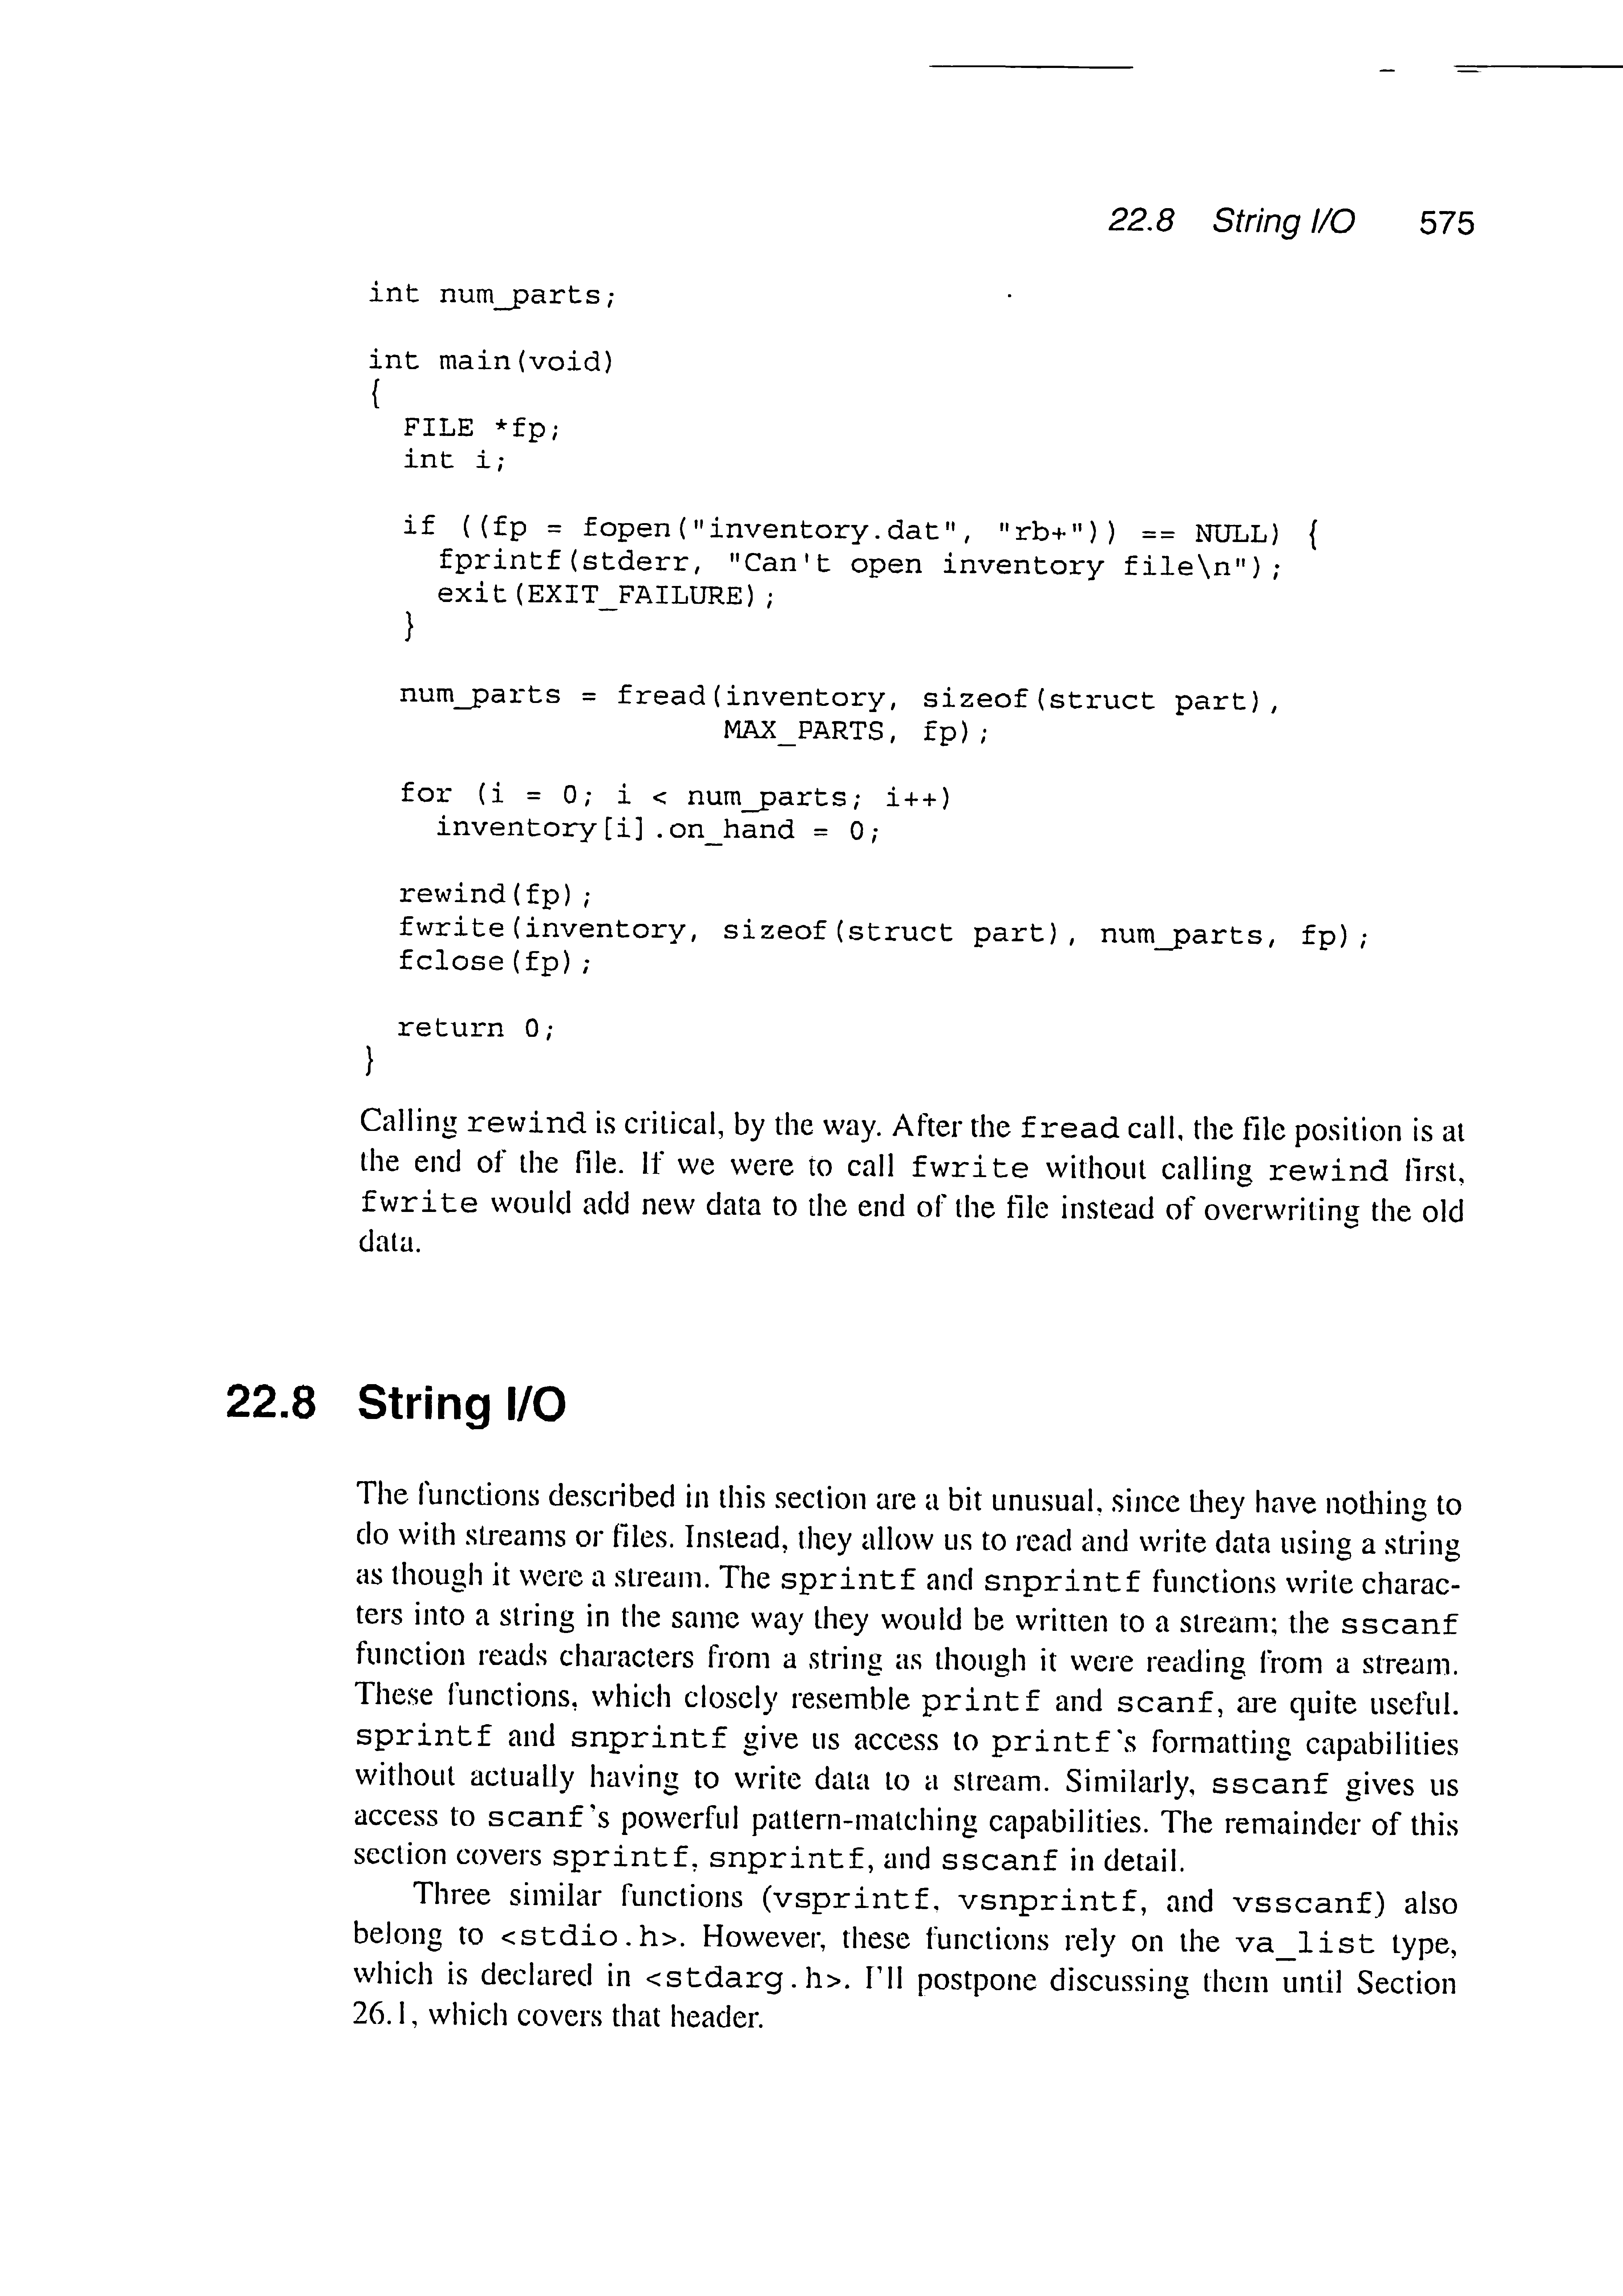 22.8 String I/O 575
int num_parts;
int main(void)
{
  FILE *fp;
  int i;
  if ((fp = fopen("inventory.dat", "rb+")) == NULL) {
    fprintf(stderr, "Can't open inventory file\n");
    exit(EXIT_FAILURE);
  }
  num_parts = fread(inventory, sizeof(struct part),
                    MAX_PARTS, fp);
  for (i = 0; i < num_parts; i++)
    inventory[i].on_hand = 0;
  rewind(fp);
  fwrite(inventory, sizeof(struct part), num_parts, fp);
  fclose(fp);
  return 0;
}
Calling rewind is critical, by the way. After the fread call, the file position is at
the end of the file. If we were to call fwrite without calling rewind first,
fwrite would add new data to the end of the file instead of overwriting the old
data.
22.8 String I/O
The functions described in this section are a bit unusual, since they have nothing to
do with streams or files. Instead, they allow us to read and write data using a string
as though it were a stream. The sprintf and snprintf functions write charac-
ters into a string in the same way they would be written to a stream; the sscanf
function reads characters from a string as though it were reading from a stream.
These functions, which closely resemble printf and scanf, are quite useful.
sprintf and snprintf give us access to printf's formatting capabilities
without actually having to write data to a stream. Similarly, sscanf gives us
access to scanf's powerful pattern-matching capabilities. The remainder of this
section covers sprintf, snprintf, and sscanf in detail.
Three similar functions (vsprintf, vsnprintf, and vsscanf) also
belong to <stdio.h>. However, these functions rely on the va_list type,
which is declared in <stdarg.h>. I'll postpone discussing them until Section
26.1, which covers that header.